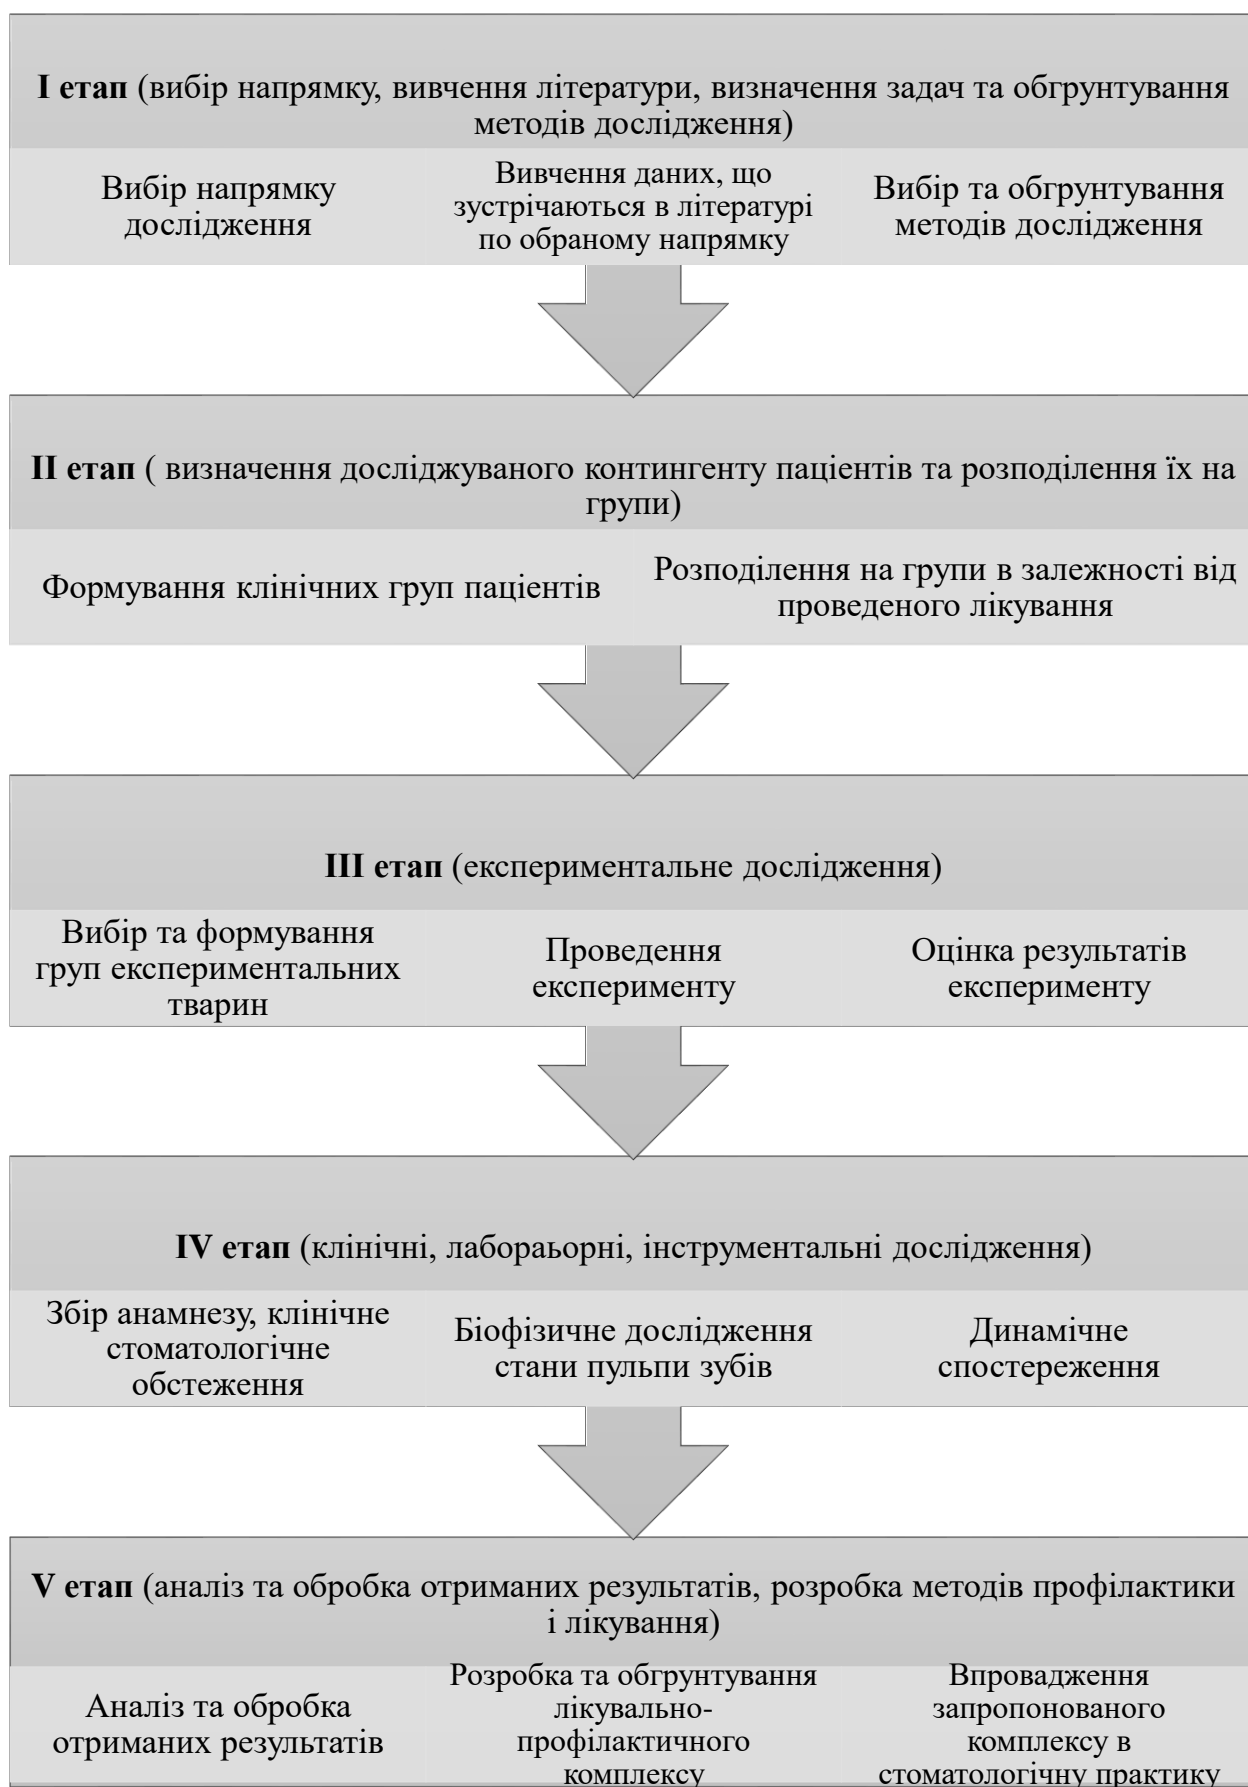 I етап (вибір напрямку, вивчення літератури, визначення задач та обгрунтування
методів дослідження)
Вибір напрямку
дослідження
Вивчення даних, що
зустрічаються в літературі
по обраному напрямку
Вибір та обгрунтування
методів дослідження
II етап ( визначення досліджуваного контингенту пацієнтів та розподілення їх на
групи)
Формування клінічних груп пацієнтів
Розподілення на групи в залежності від
проведеного лікування
III етап (експериментальне дослідження)
Вибір та формування
груп експериментальних
тварин
Проведення
експерименту
Оцінка результатів
експерименту
IV етап (клінічні, лабораьорні, інструментальні дослідження)
Збір анамнезу, клінічне
стоматологічне
обстеження
Біофізичне дослідження
стани пульпи зубів
Динамічне
спостереження
V етап (аналіз та обробка отриманих результатів, розробка методів профілактики
і лікування)
Аналіз та обробка
отриманих результатів
Розробка та обгрунтування
лікувально-
профілактичного
комплексу
Впровадження
запропонованого
комплексу в
стоматологічну практику